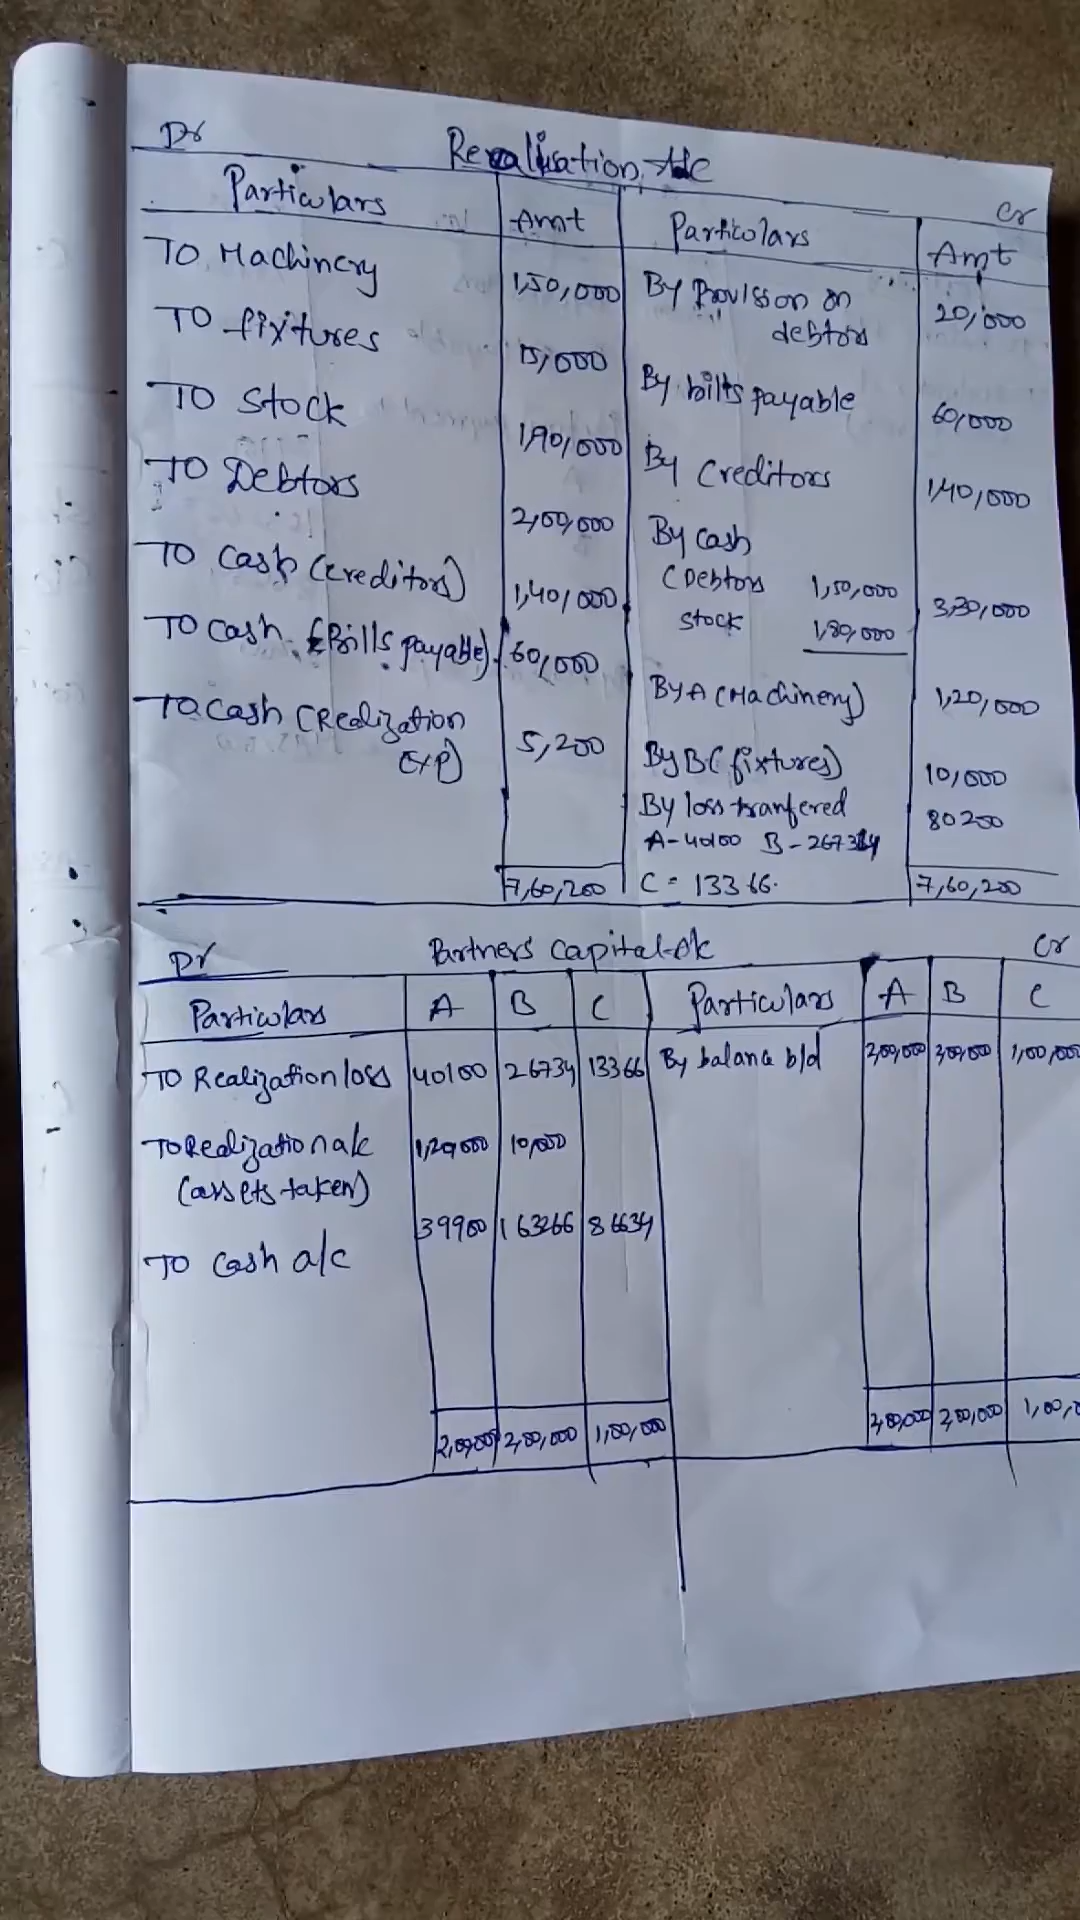 Dr Realisation A/c Cr
Particulars Amt Particulars Amt
To Machinery 1,50,000 By Provission on debtors 20,000
To fixtures 15,000 By bills payable 60,000
To Stock 1,90,000 By Creditors 1,40,000
To Debtors 2,00,000 By Cash
To Cash (Creditors) 1,40,000 (Debtors 1,50,000 3,30,000
Stock 1,80,000
To Cash (Bills payable) 60,000 By A (Machinery) 1,20,000
To Cash (Realization Exp) 5,200 By B (fixtures) 10,000
By loss tranfered 80200
A - 40100 B - 26734
7,60,200 C = 13366. 7,60,200
Dr Partners Capital A/c Cr
Particulars A B C Particulars A B C
To Realization loss 40100 26734 13366 By balance b/d 2,00,000 2,00,000 1,00,000
To Realization a/c 1,20,000 10,000
(assets taken)
To Cash a/c 39900 163266 86634
2,00,000 2,00,000 1,00,000 2,00,000 2,00,000 1,00,0